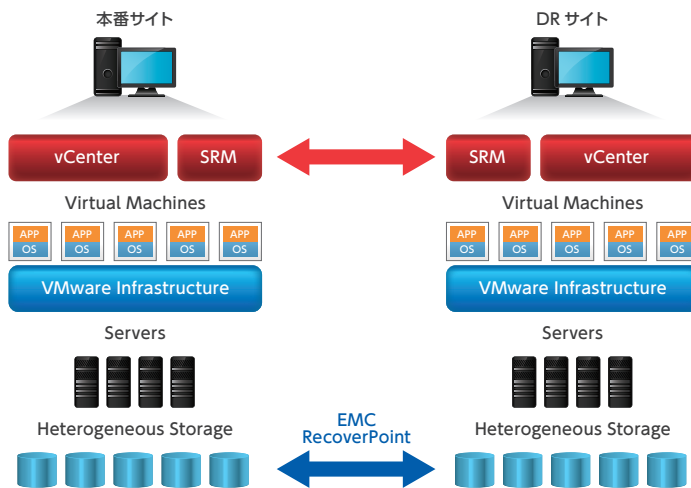 本番サイト
DR サイト
vCenter
SRM
SRM
vCenter
Virtual Machines
Virtual Machines
APP
OS
APP
OS
APP
OS
APP
OS
APP
OS
APP
OS
APP
OS
APP
OS
APP
OS
APP
OS
VMware Infrastructure
VMware Infrastructure
Servers
Servers
Heterogeneous Storage
EMC
RecoverPoint
Heterogeneous Storage